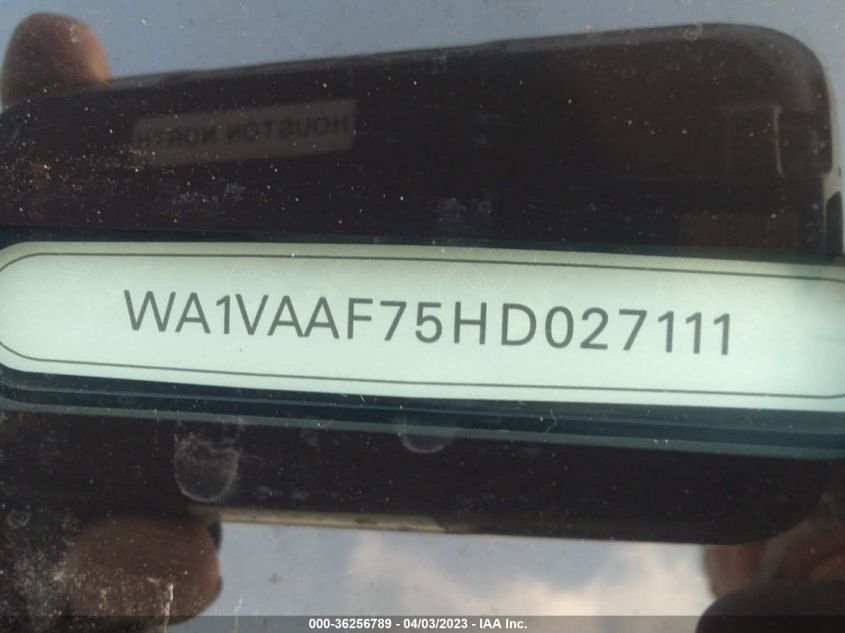 HOUSTON NORTH
WA1VAAF75HD027111
000-36256789 - 04/03/2023 - IAA Inc.